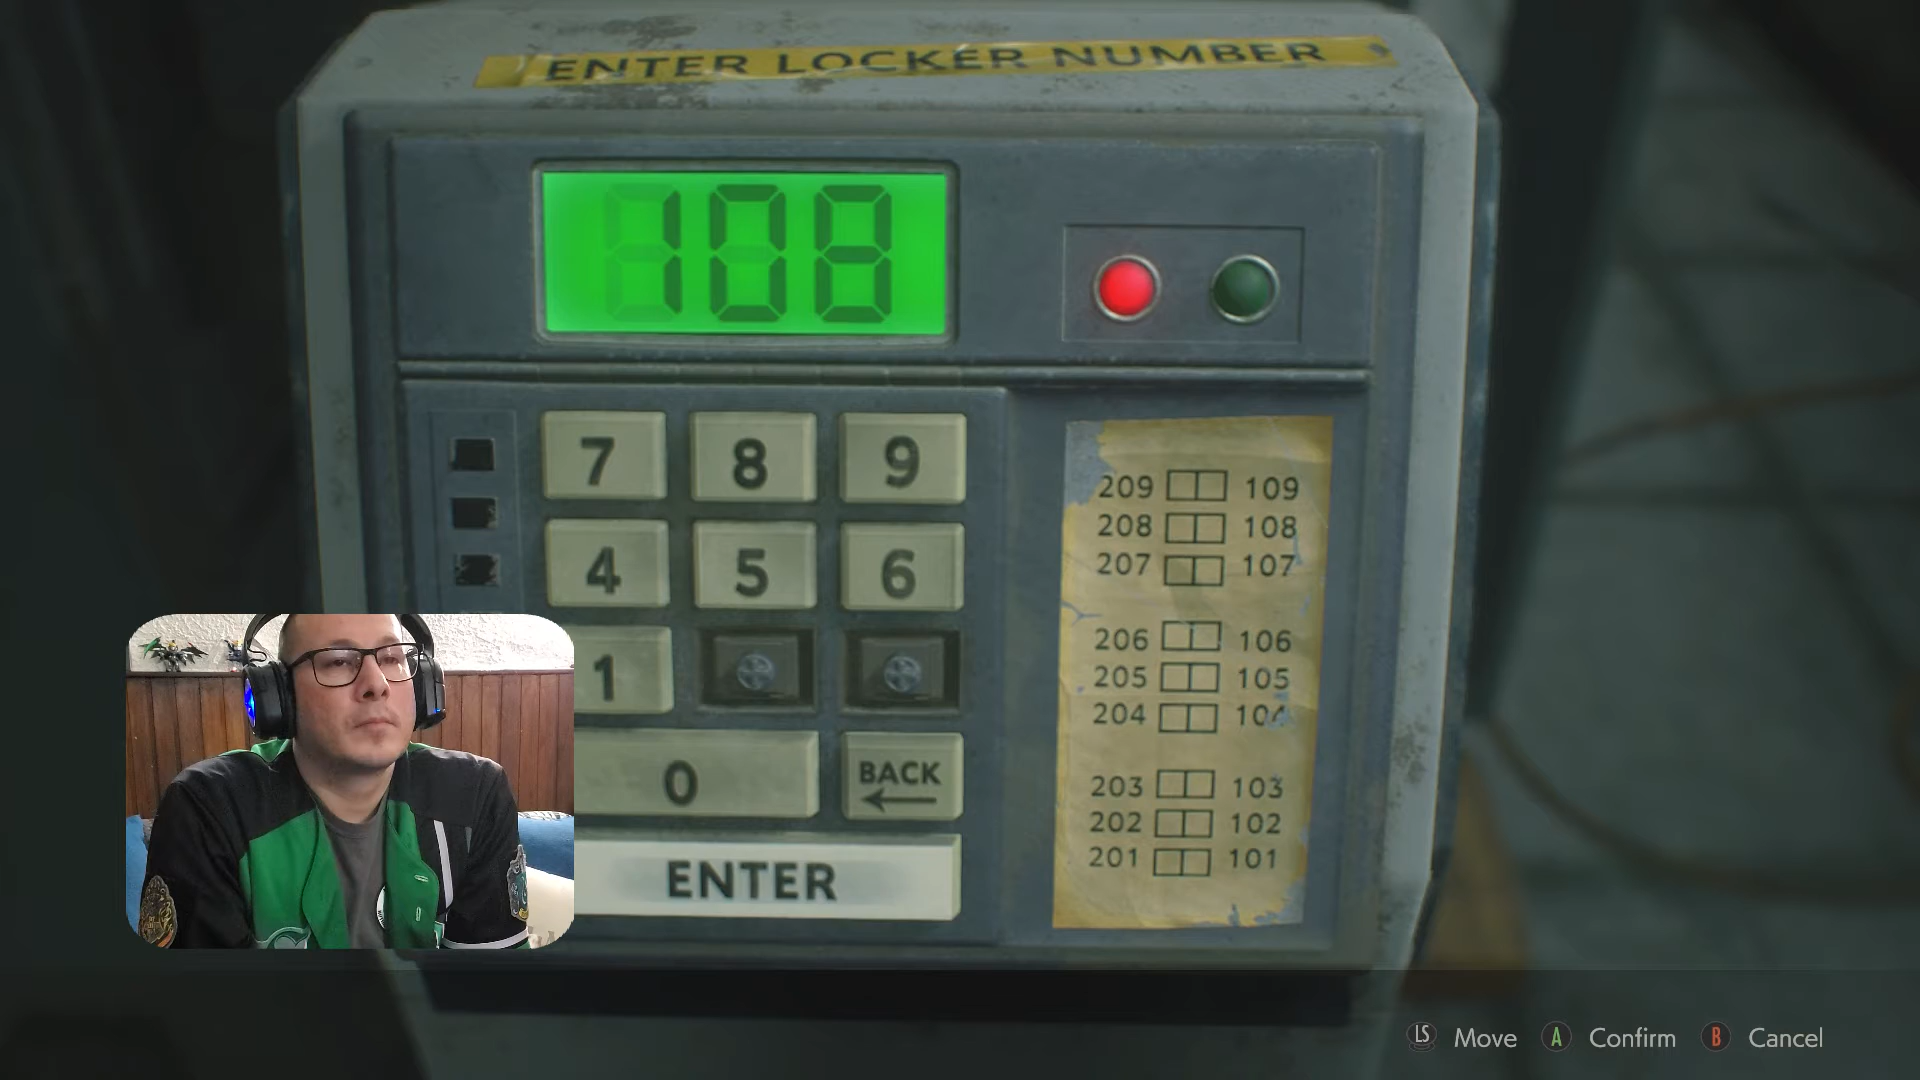 ENTER LOCKER NUMBER
108
7 8 9
4 5 6
1
0 BACK
ENTER
209 109
208 108
207 107
206 106
205 105
204 104
203 103
202 102
201 101
LS Move A Confirm B Cancel